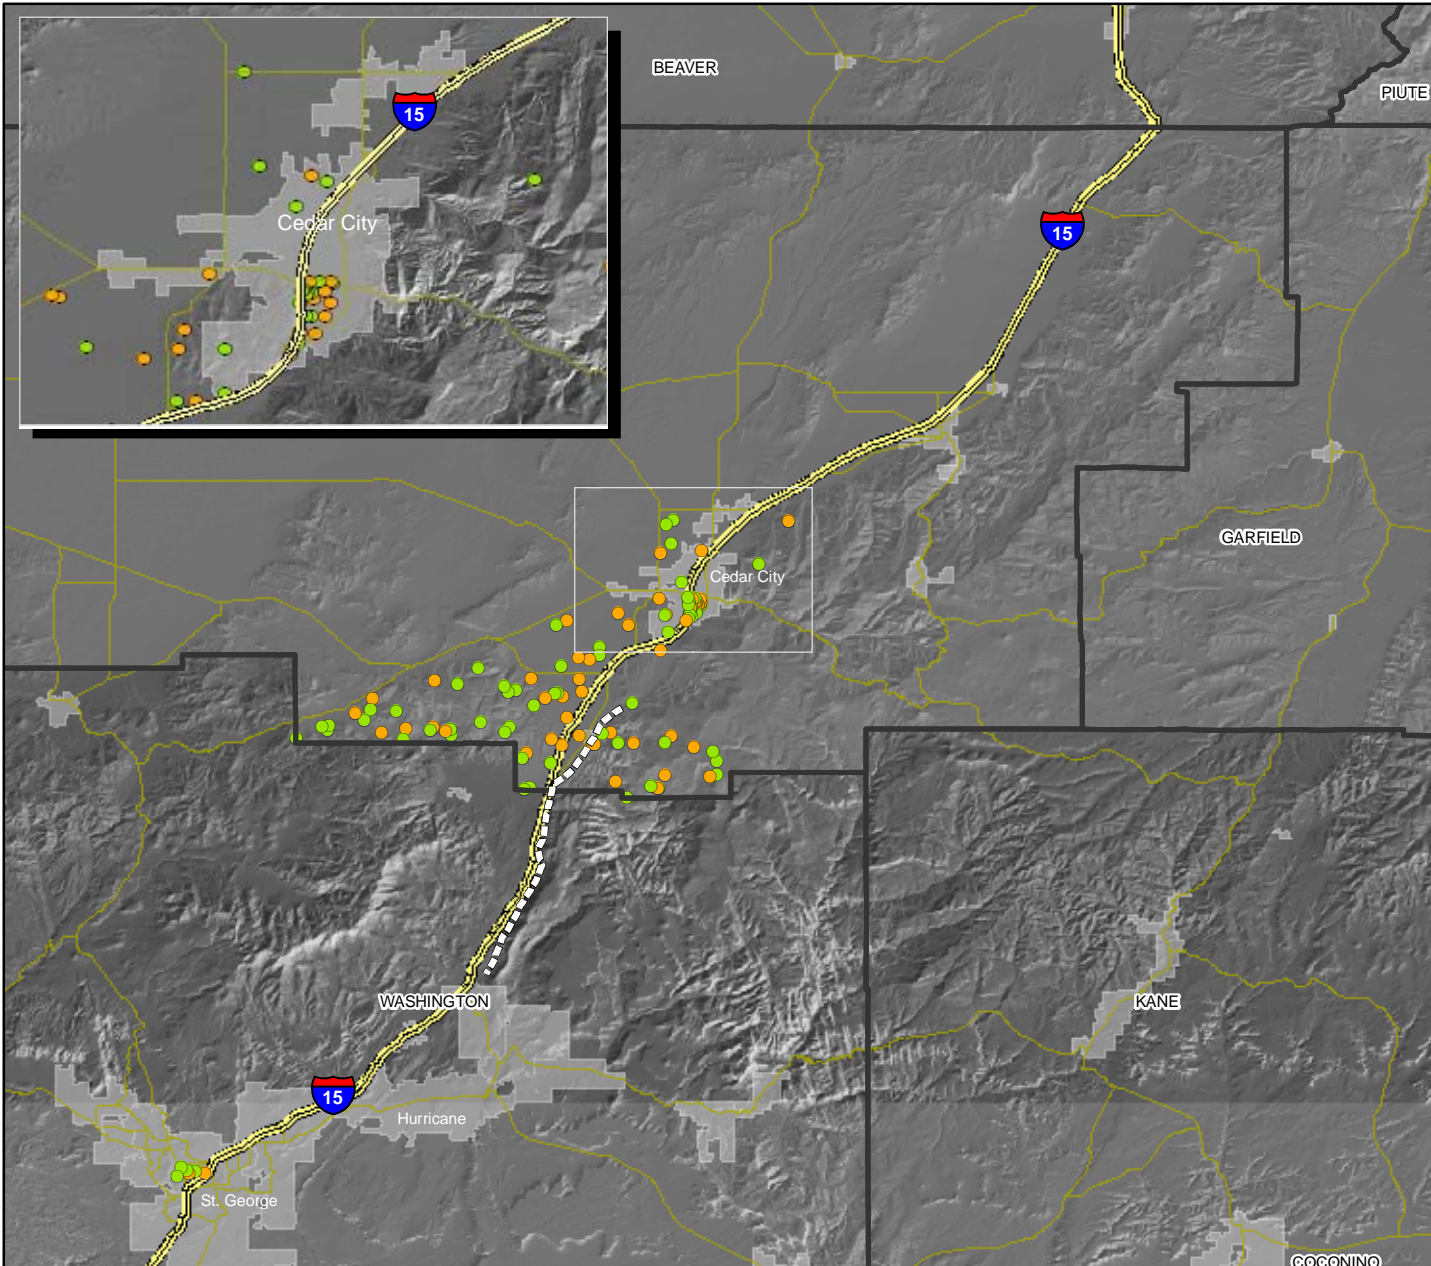 BEAVER
PIUTE
15
Cedar City
15
GARFIELD
Cedar City
WASHINGTON
KANE
15
Hurricane
St. George
COCONINO